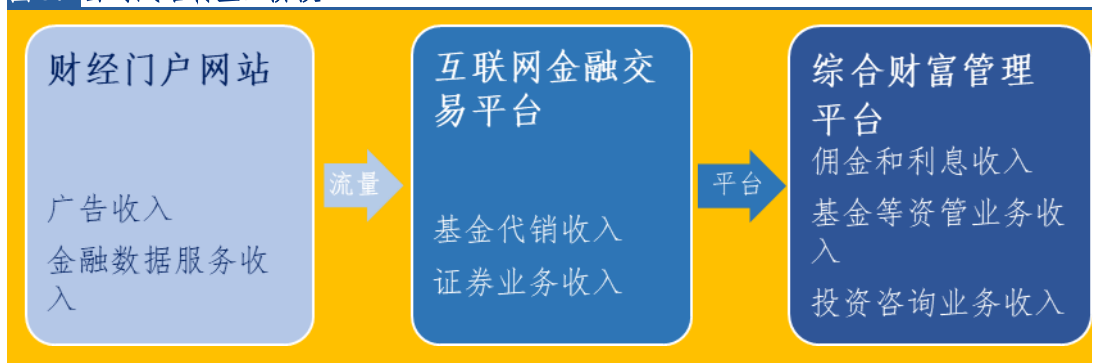 财经门户网站
广告收入
金融数据服务收
入
流量
互联网金融交
易平台
基金代销收入
证券业务收入
平台
综合财富管理
平台
佣金和利息收入
基金等资管业务收
入
投资咨询业务收入